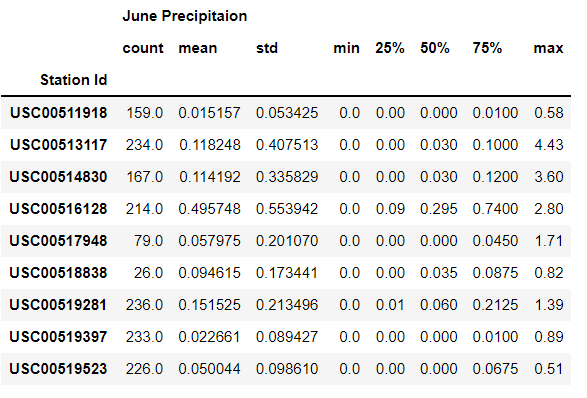 June Precipitaion
count mean std min 25% 50% 75% max
Station Id
USC00511918 159.0 0.015157 0.053425 0.0 0.00 0.000 0.0100 0.58
USC00513117 234.0 0.118248 0.407513 0.0 0.00 0.030 0.1000 4.43
USC00514830 167.0 0.114192 0.335829 0.0 0.00 0.030 0.1200 3.60
USC00516128 214.0 0.495748 0.553942 0.0 0.09 0.295 0.7400 2.80
USC00517948 79.0 0.057975 0.201070 0.0 0.00 0.000 0.0450 1.71
USC00518838 26.0 0.094615 0.173441 0.0 0.00 0.035 0.0875 0.82
USC00519281 236.0 0.151525 0.213496 0.0 0.01 0.060 0.2125 1.39
USC00519397 233.0 0.022661 0.089427 0.0 0.00 0.000 0.0100 0.89
USC00519523 226.0 0.050044 0.098610 0.0 0.00 0.000 0.0675 0.51